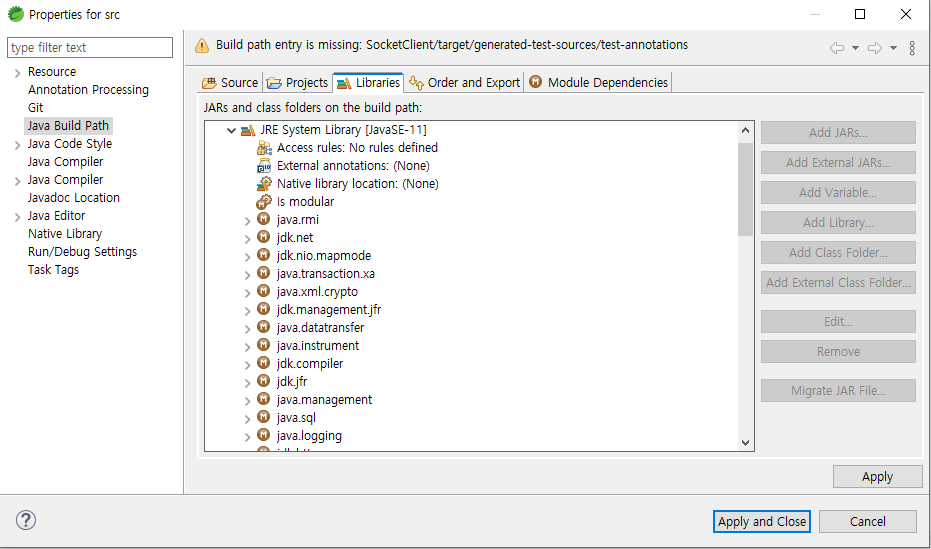 Properties for src
type filter text
Build path entry is missing: SocketClient/target/generated-test-sources/test-annotations
Resource
Annotation Processing
Git
Java Build Path
Java Code Style
Java Compiler
Java Compiler
Javadoc Location
Java Editor
Native Library
Run/Debug Settings
Task Tags
Source
Projects
Libraries
Order and Export
Module Dependencies
JARs and class folders on the build path:
JRE System Library [JavaSE-11]
Access rules: No rules defined
External annotations: (None)
Native library location: (None)
Is modular
java.rmi
jdk.net
jdk.nio.mapmode
java.transaction.xa
java.xml.crypto
jdk.management.jfr
java.datatransfer
java.instrument
jdk.compiler
jdk.jfr
java.management
java.sql
java.logging
Add JARs...
Add External JARs...
Add Variable...
Add Library...
Add Class Folder...
Add External Class Folder...
Edit...
Remove
Migrate JAR File...
Apply
Apply and Close
Cancel